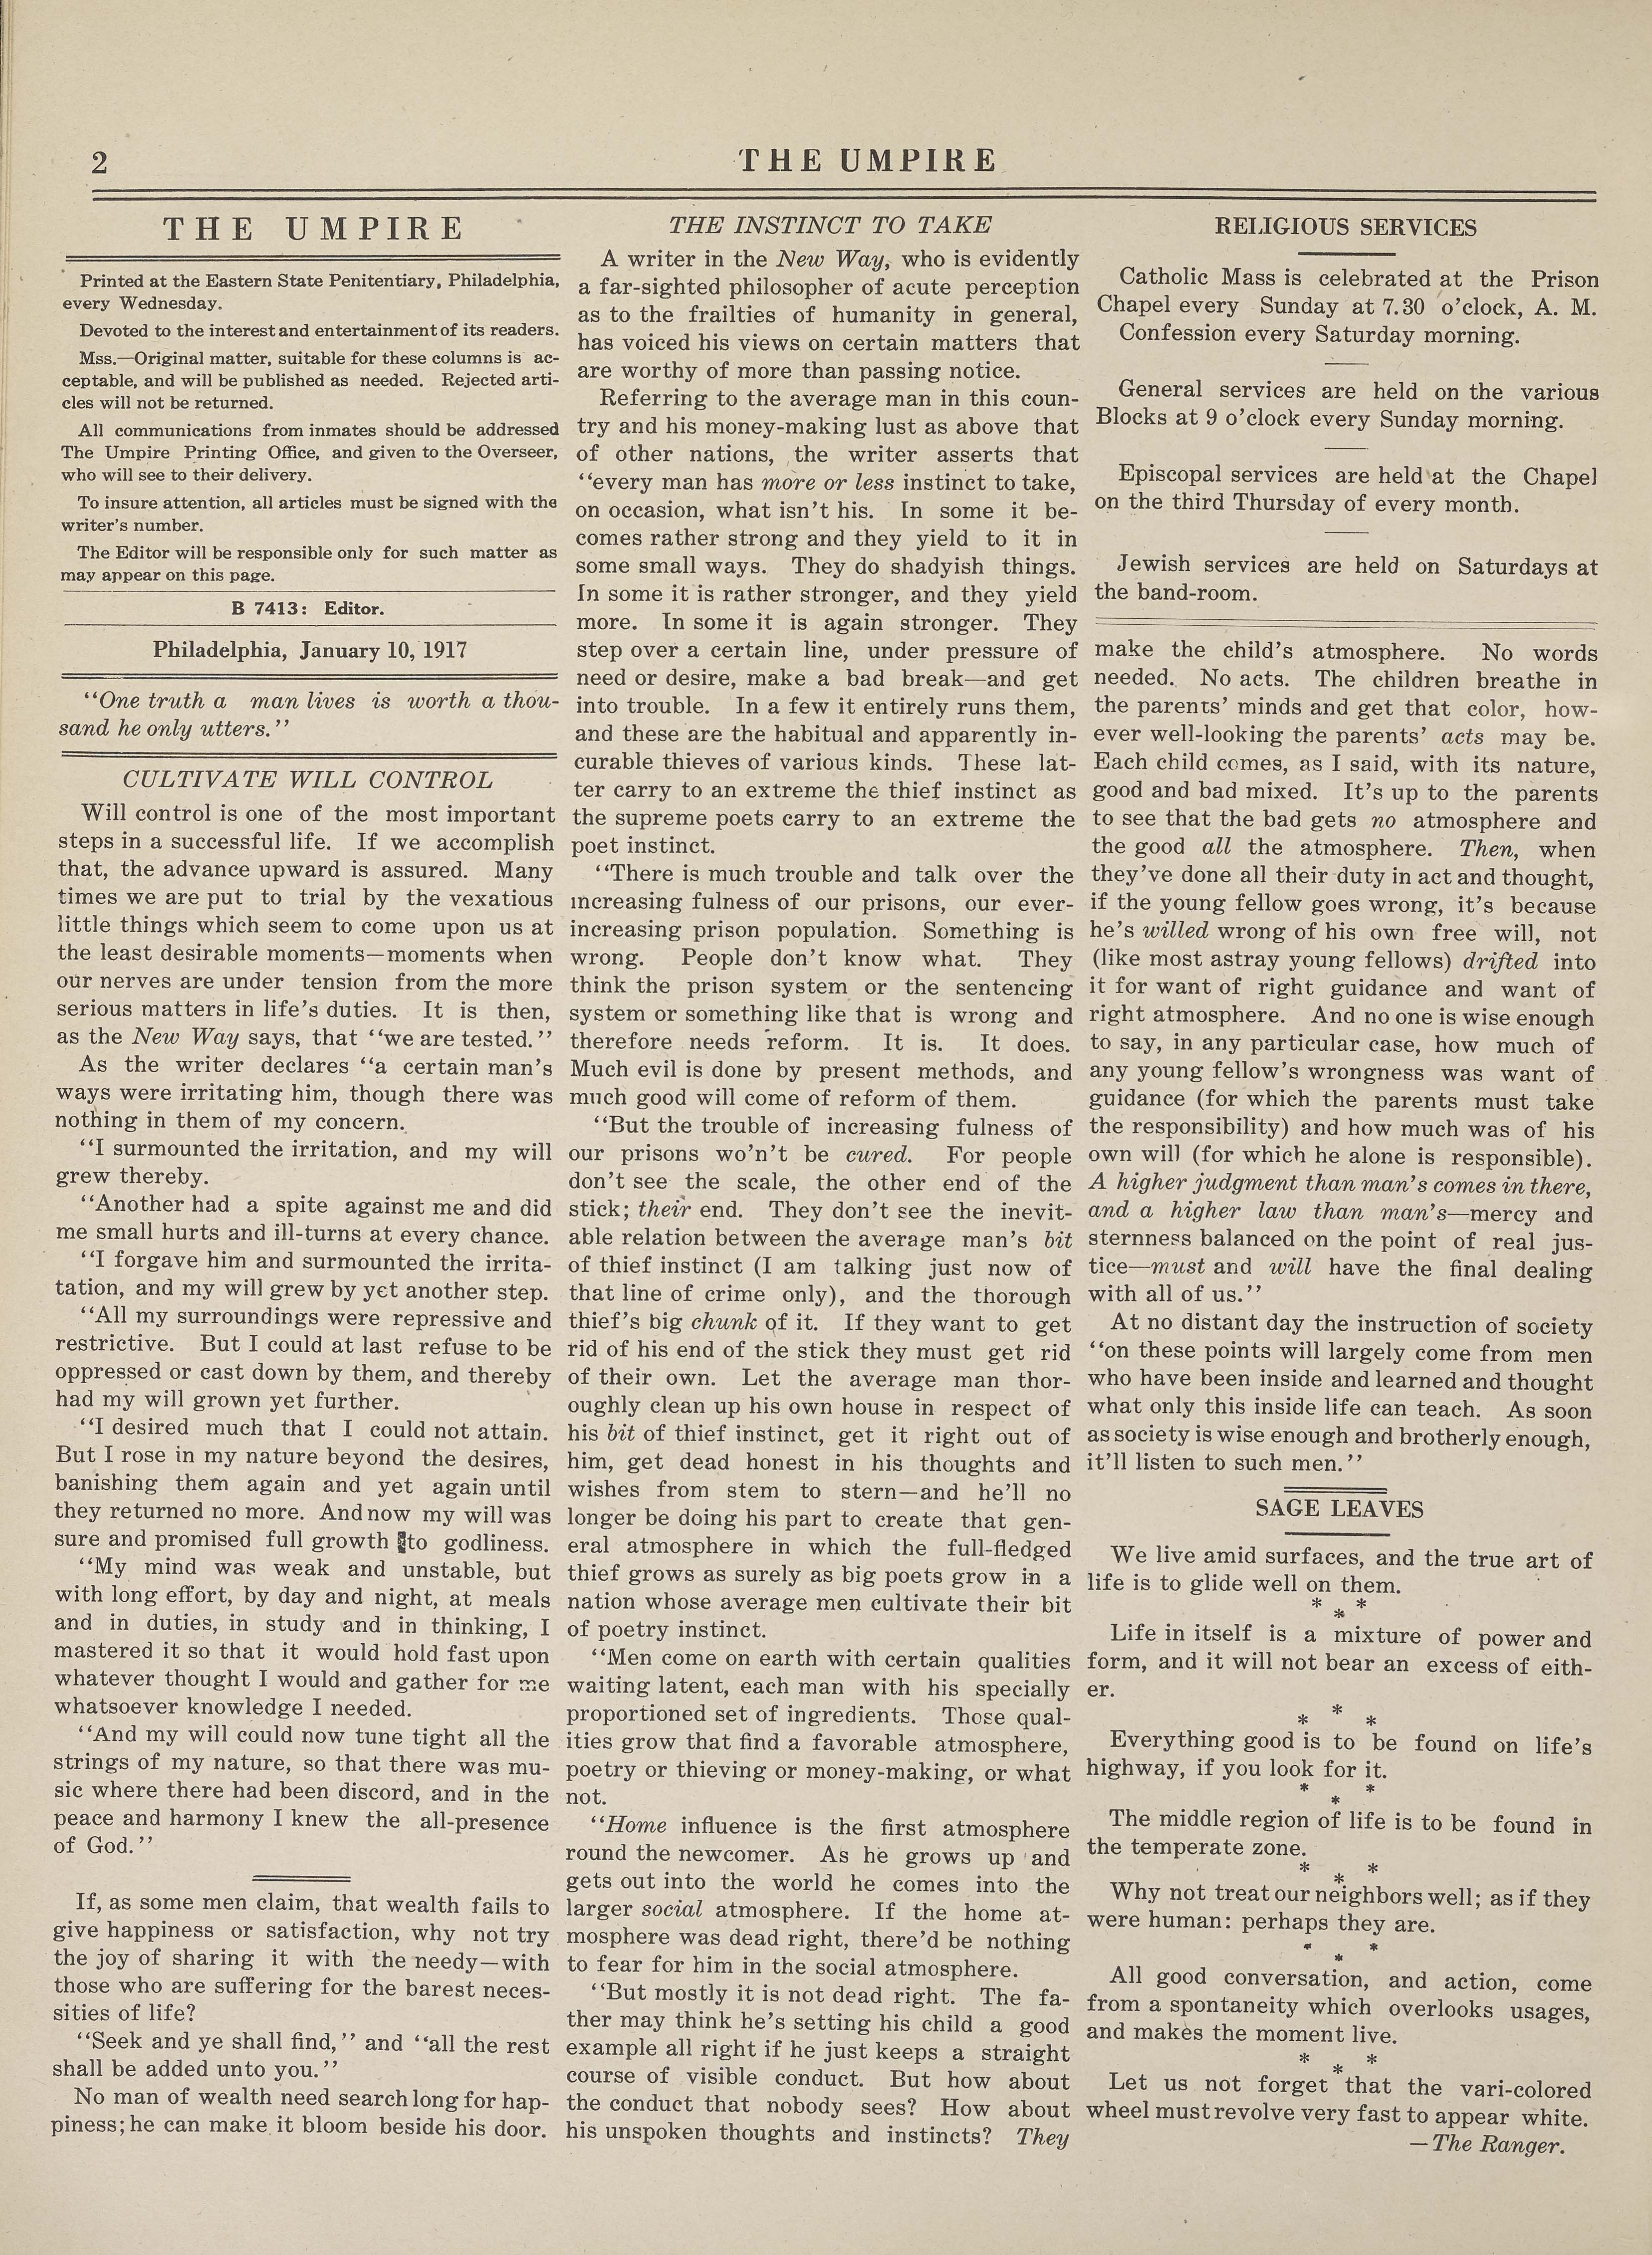 2
THE UMPIRE
THE UMPIRE
Printed at the Eastern State Penitentiary, Philadelphia,
every Wednesday.
Devoted to the interest and entertainment of its readers.
Mss.—Original matter, suitable for these columns is ac-
ceptable, and will be published as needed. Rejected arti-
cles will not be returned.
All communications from inmates should be addressed
The Umpire Printing Office, and given to the Overseer,
who will see to their delivery.
To insure attention, all articles must be signed with the
writer's number.
The Editor will be responsible only for such matter as
may appear on this page.
B 7413: Editor.
Philadelphia, January 10, 1917
"One truth a man lives is worth a thou-
sand he only utters."
CULTIVATE WILL CONTROL
Will control is one of the most important
steps in a successful life. If we accomplish
that, the advance upward is assured. Many
times we are put to trial by the vexatious
little things which seem to come upon us at
the least desirable moments—moments when
our nerves are under tension from the more
serious matters in life's duties. It is then,
as the New Way says, that "we are tested."
As the writer declares "a certain man's
ways were irritating him, though there was
nothing in them of my concern.
"I surmounted the irritation, and my will
grew thereby.
"Another had a spite against me and did
me small hurts and ill-turns at every chance.
"I forgave him and surmounted the irrita-
tation, and my will grew by yet another step.
"All my surroundings were repressive and
restrictive. But I could at last refuse to be
oppressed or cast down by them, and thereby
had my will grown yet further.
"I desired much that I could not attain.
But I rose in my nature beyond the desires,
banishing them again and yet again until
they returned no more. And now my will was
sure and promised full growth to godliness.
"My mind was weak and unstable, but
with long effort, by day and night, at meals
and in duties, in study and in thinking, I
mastered it so that it would hold fast upon
whatever thought I would and gather for me
whatsoever knowledge I needed.
"And my will could now tune tight all the
strings of my nature, so that there was mu-
sic where there had been discord, and in the
peace and harmony I knew the all-presence
of God."
If, as some men claim, that wealth fails to
give happiness or satisfaction, why not try
the joy of sharing it with the needy—with
those who are suffering for the barest neces-
sities of life?
"Seek and ye shall find," and "all the rest
shall be added unto you."
No man of wealth need search long for hap-
piness; he can make it bloom beside his door.
THE INSTINCT TO TAKE
A writer in the New Way, who is evidently
a far-sighted philosopher of acute perception
as to the frailties of humanity in general,
has voiced his views on certain matters that
are worthy of more than passing notice.
Referring to the average man in this coun-
try and his money-making lust as above that
of other nations, the writer asserts that
"every man has more or less instinct to take,
on occasion, what isn't his. In some it be-
comes rather strong and they yield to it in
some small ways. They do shadyish things.
In some it is rather stronger, and they yield
more. In some it is again stronger. They
step over a certain line, under pressure of
need or desire, make a bad break—and get
into trouble. In a few it entirely runs them,
and these are the habitual and apparently in-
curable thieves of various kinds. These lat-
ter carry to an extreme the thief instinct as
the supreme poets carry to an extreme the
poet instinct.
"There is much trouble and talk over the
increasing fulness of our prisons, our ever-
increasing prison population. Something is
wrong. People don't know what. They
think the prison system or the sentencing
system or something like that is wrong and
therefore needs reform. It is. It does.
Much evil is done by present methods, and
much good will come of reform of them.
"But the trouble of increasing fulness of
our prisons wo'n't be cured. For people
don't see the scale, the other end of the
stick; their end. They don't see the inevit-
able relation between the average man's bit
of thief instinct (I am talking just now of
that line of crime only), and the thorough
thief's big chunk of it. If they want to get
rid of his end of the stick they must get rid
of their own. Let the average man thor-
oughly clean up his own house in respect of
his bit of thief instinct, get it right out of
him, get dead honest in his thoughts and
wishes from stem to stern—and he'll no
longer be doing his part to create that gen-
eral atmosphere in which the full-fledged
thief grows as surely as big poets grow in a
nation whose average men cultivate their bit
of poetry instinct.
"Men come on earth with certain qualities
waiting latent, each man with his specially
proportioned set of ingredients. Those qual-
ities grow that find a favorable atmosphere,
poetry or thieving or money-making, or what
not.
"Home influence is the first atmosphere
round the newcomer. As he grows up and
gets out into the world he comes into the
larger social atmosphere. If the home at-
mosphere was dead right, there'd be nothing
to fear for him in the social atmosphere.
"But mostly it is not dead right. The fa-
ther may think he's setting his child a good
example all right if he just keeps a straight
course of visible conduct. But how about
the conduct that nobody sees? How about
his unspoken thoughts and instincts? They
RELIGIOUS SERVICES
Catholic Mass is celebrated at the Prison
Chapel every Sunday at 7.30 o'clock, A. M.
Confession every Saturday morning.
General services are held on the various
Blocks at 9 o'clock every Sunday morning.
Episcopal services are held at the Chapel
on the third Thursday of every month.
Jewish services are held on Saturdays at
the band-room.
make the child's atmosphere. No words
needed. No acts. The children breathe in
the parents' minds and get that color, how-
ever well-looking the parents' acts may be.
Each child comes, as I said, with its nature,
good and bad mixed. It's up to the parents
to see that the bad gets no atmosphere and
the good all the atmosphere. Then, when
they've done all their duty in act and thought,
if the young fellow goes wrong, it's because
he's willed wrong of his own free will, not
(like most astray young fellows) drifted into
it for want of right guidance and want of
right atmosphere. And no one is wise enough
to say, in any particular case, how much of
any young fellow's wrongness was want of
guidance (for which the parents must take
the responsibility) and how much was of his
own will (for which he alone is responsible).
A higher judgment than man's comes in there,
and a higher law than man's—mercy and
sternness balanced on the point of real jus-
tice—must and will have the final dealing
with all of us."
At no distant day the instruction of society
"on these points will largely come from men
who have been inside and learned and thought
what only this inside life can teach. As soon
as society is wise enough and brotherly enough,
it'll listen to such men."
SAGE LEAVES
We live amid surfaces, and the true art of
life is to glide well on them.
* * *
Life in itself is a mixture of power and
form, and it will not bear an excess of eith-
er.
* * *
Everything good is to be found on life's
highway, if you look for it.
* * *
The middle region of life is to be found in
the temperate zone.
* * *
Why not treat our neighbors well; as if they
were human: perhaps they are.
* * *
All good conversation, and action, come
from a spontaneity which overlooks usages,
and makes the moment live.
* * *
Let us not forget that the vari-colored
wheel must revolve very fast to appear white.
—The Ranger.